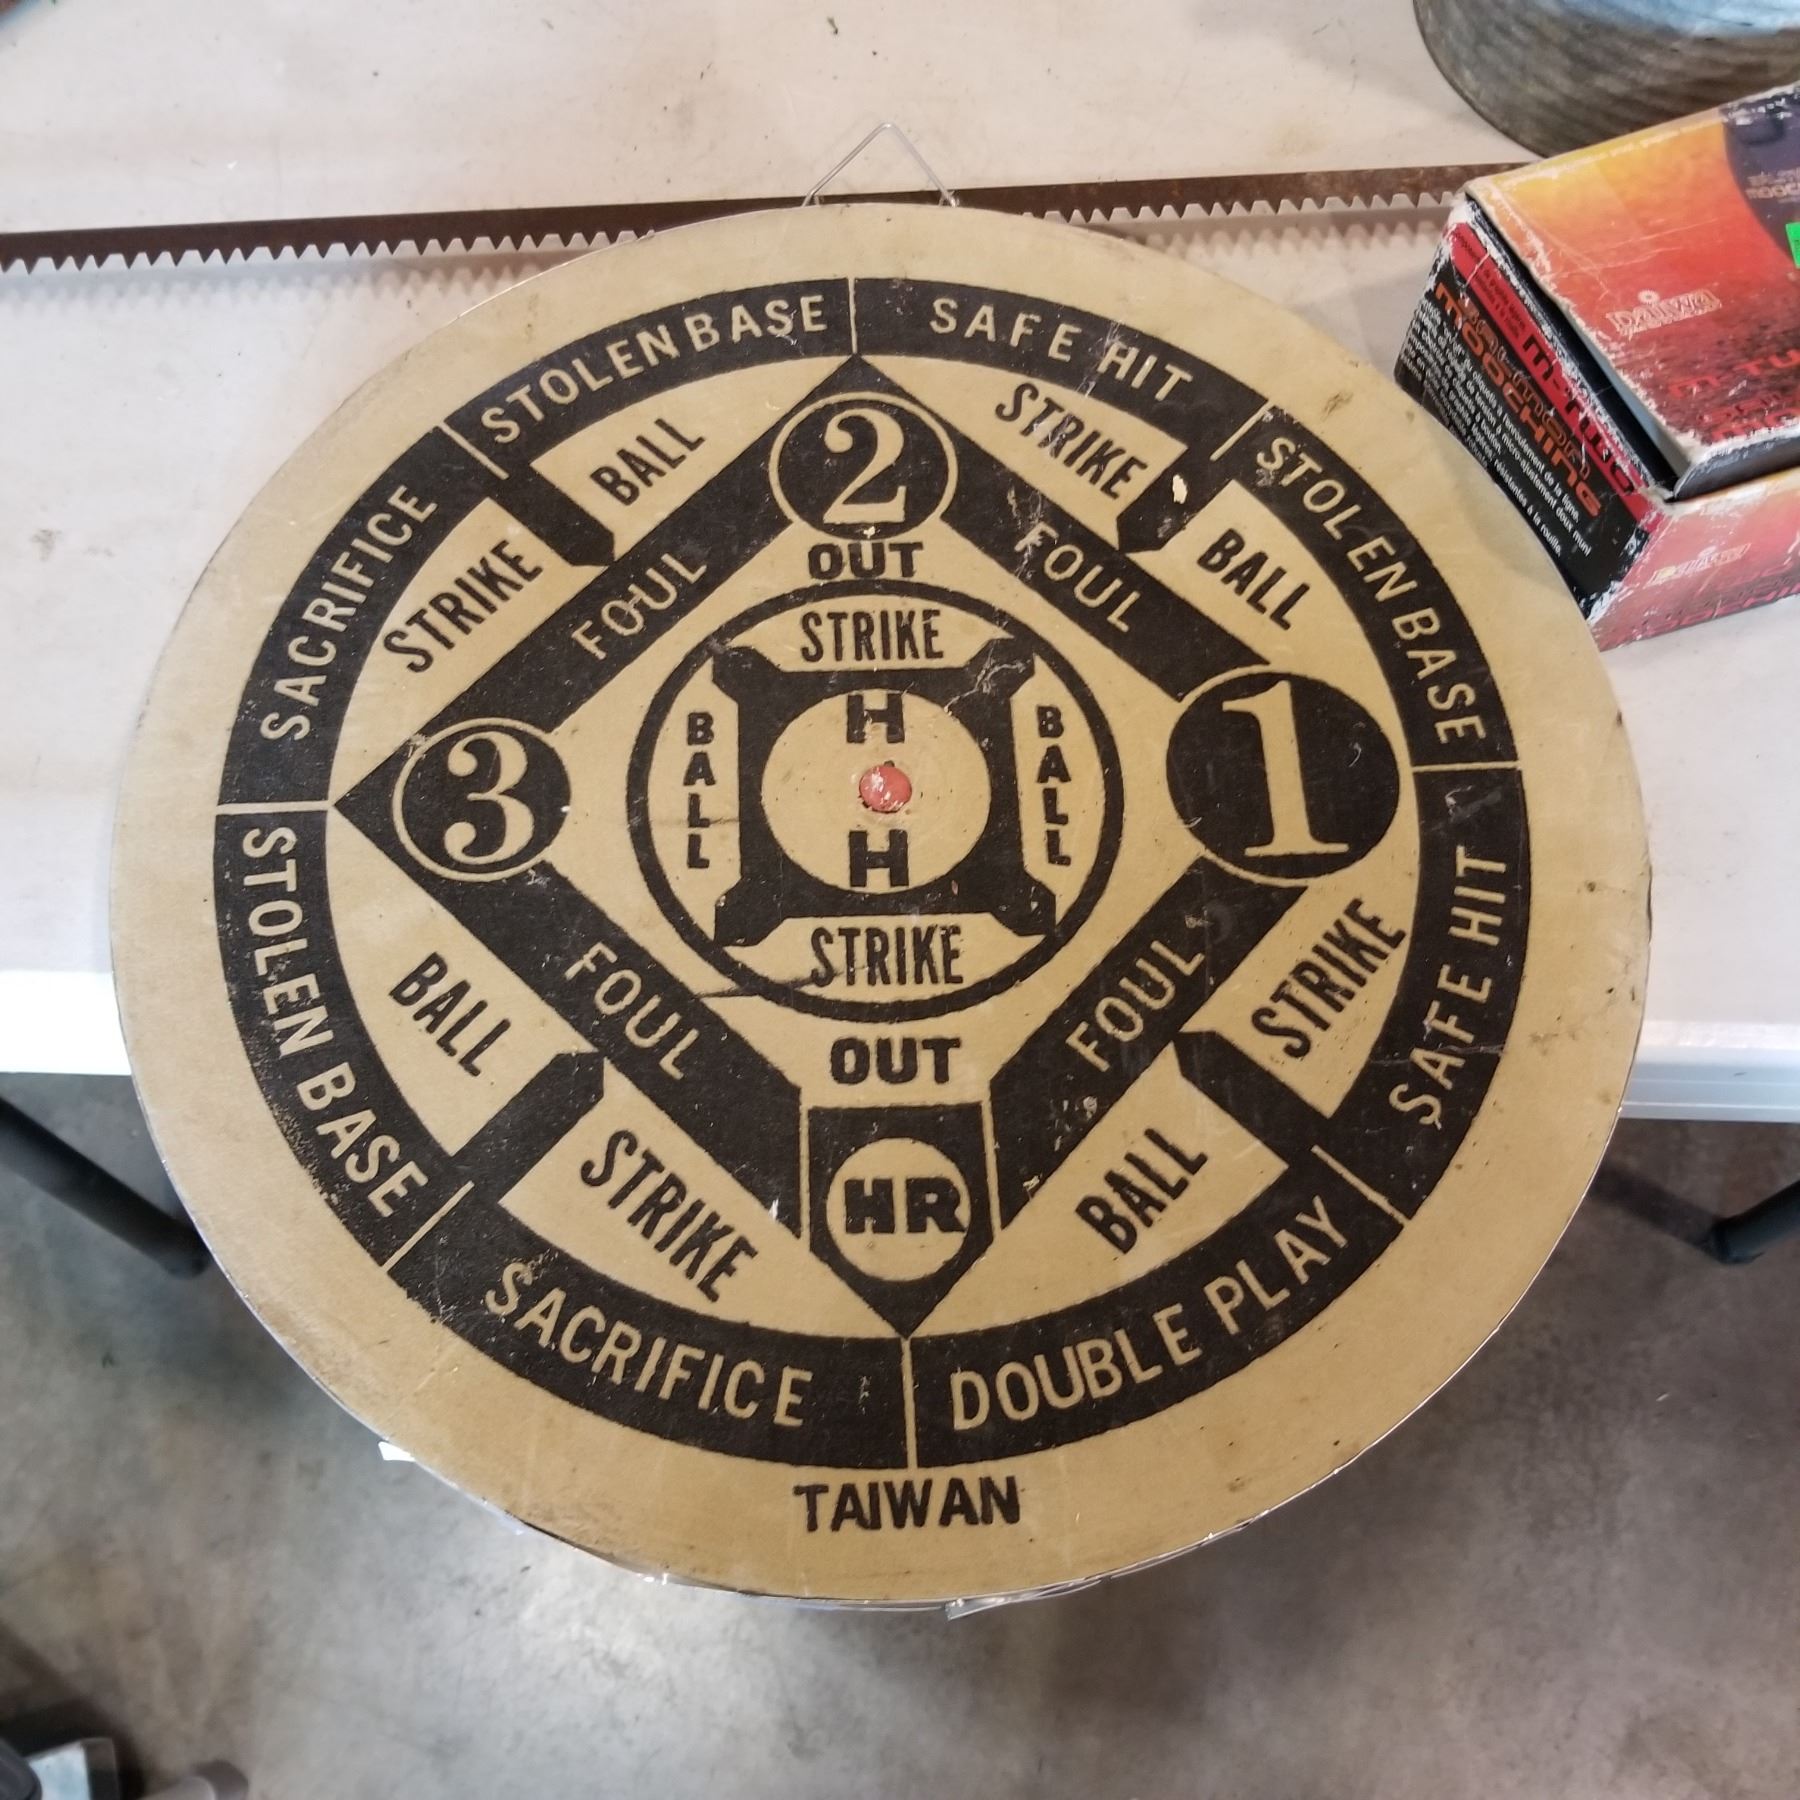 STOLEN BASE
SAFE HIT
STOLEN BASE
SAFE HIT
DOUBLE PLAY
SACRIFICE
STOLEN BASE
SACRIFICE
BALL
STRIKE
BALL
STRIKE
BALL
STRIKE
BALL
STRIKE
2
FOUL
1
FOUL
HR
FOUL
3
FOUL
OUT
STRIKE
BALL
H
H
BALL
STRIKE
OUT
TAIWAN
Daiwa